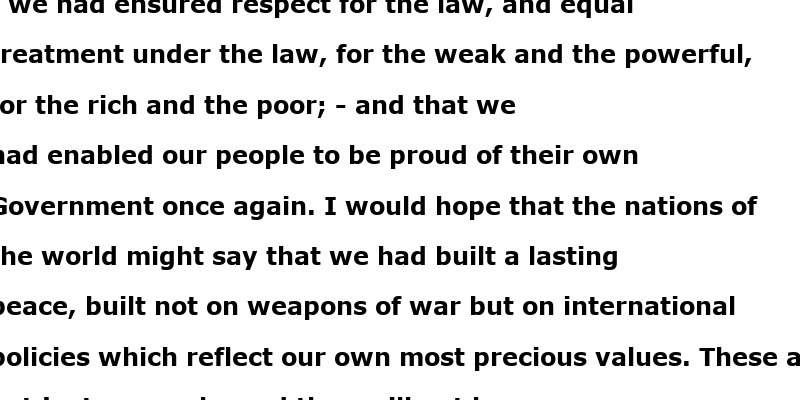 we had ensured respect for the law, and equal
reatment under the law, for the weak and the powerful,
or the rich and the poor; - and that we
had enabled our people to be proud of their own
Government once again. I would hope that the nations of
he world might say that we had built a lasting
peace, built not on weapons of war but on international
policies which reflect our own most precious values. These a